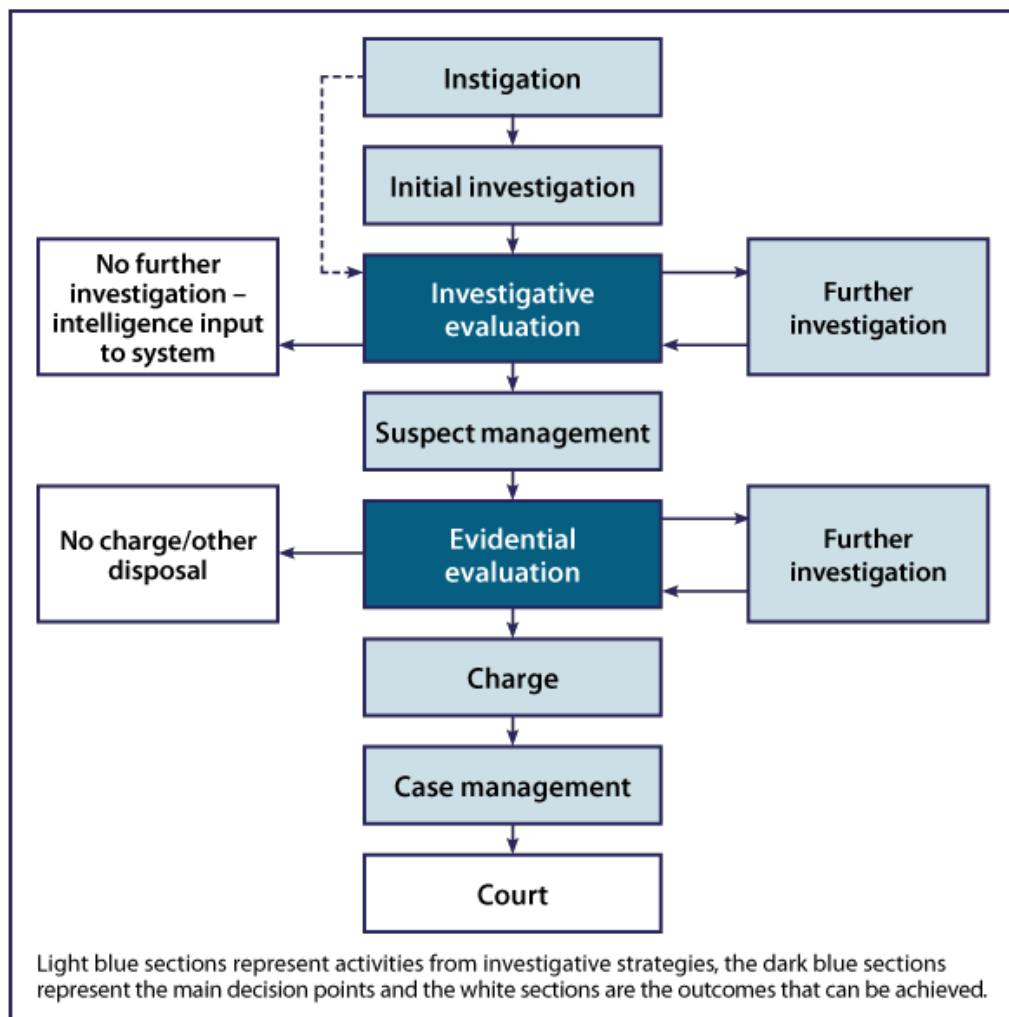 Instigation
Initial investigation
No further
investigation –
intelligence input
to system
Investigative
evaluation
Further
investigation
Suspect management
No charge/other
disposal
Evidential
evaluation
Further
investigation
Charge
Case management
Court
Light blue sections represent activities from investigative strategies, the dark blue sections
represent the main decision points and the white sections are the outcomes that can be achieved.